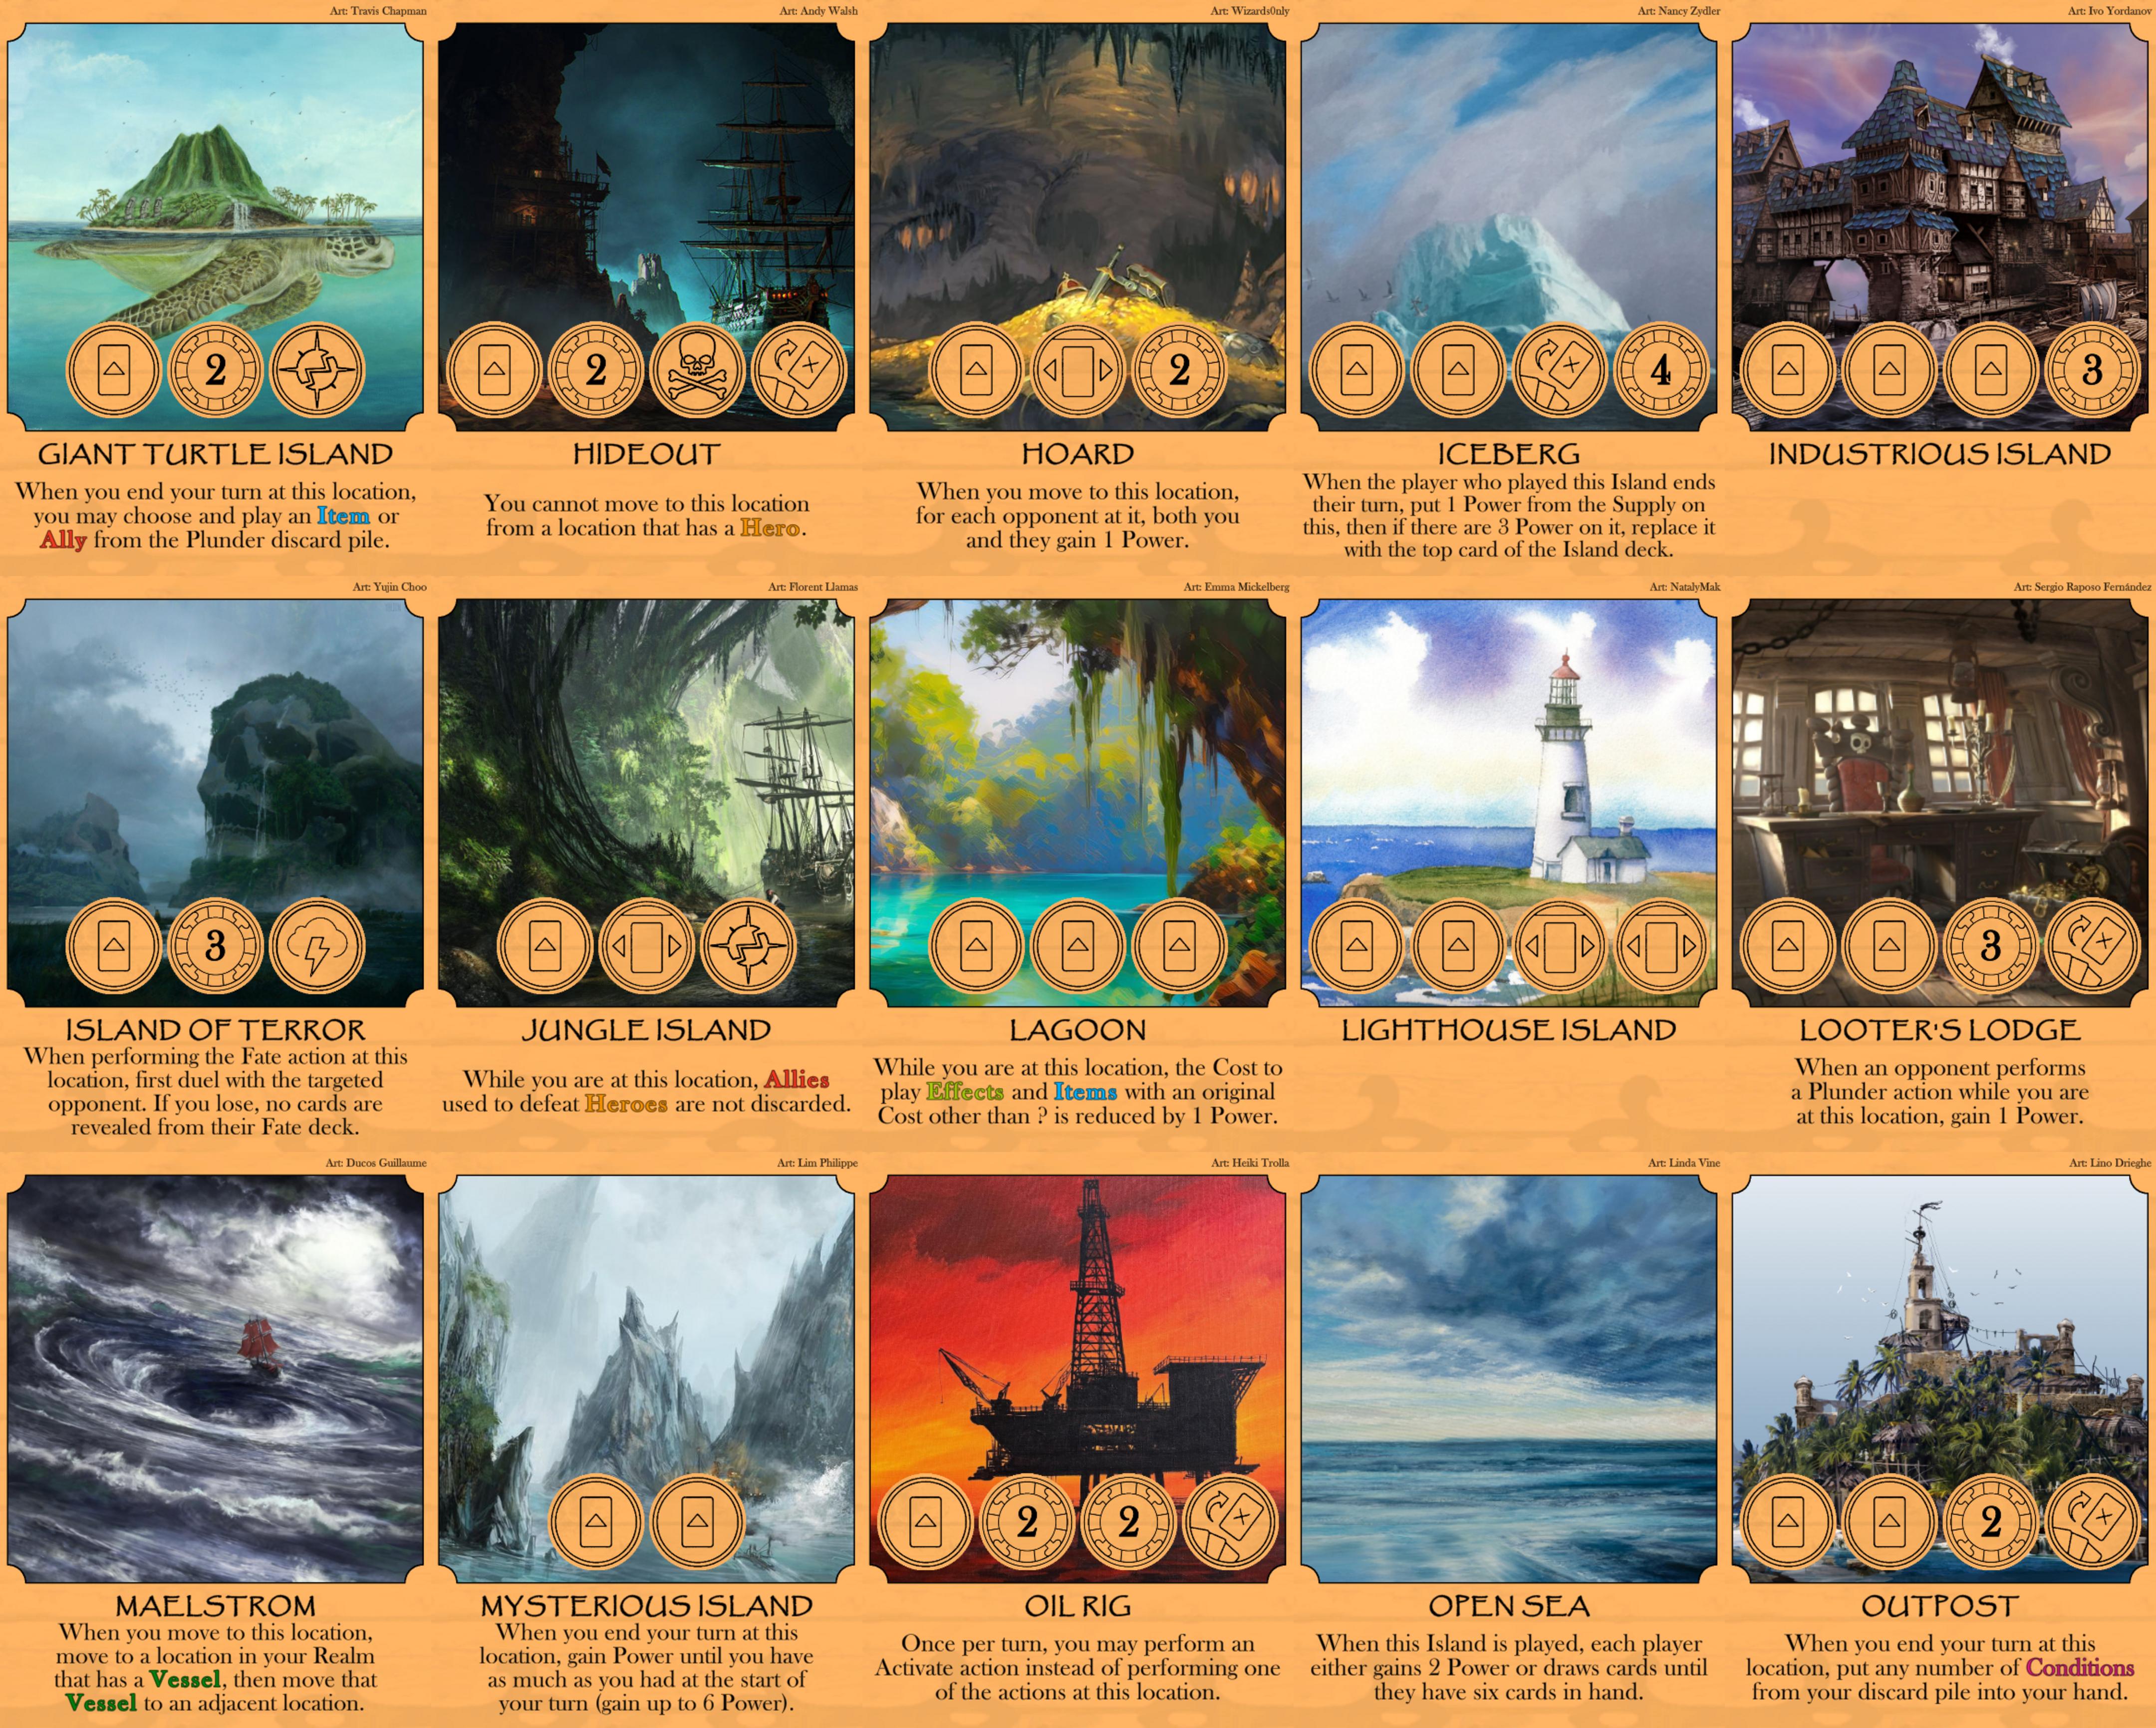 Art: Travis Chapman
2
GIANT TURTLE ISLAND
When you end your turn at this location,
you may choose and play an Item or
Ally from the Plunder discard pile.
Art: Andy Walsh
2
HIDEOUT
You cannot move to this location
from a location that has a Hero.
Art: Wizards0nly
2
HOARD
When you move to this location,
for each opponent at it, both you
and they gain 1 Power.
Art: Nancy Zydler
4
ICEBERG
When the player who played this Island ends
their turn, put 1 Power from the Supply on
this, then if there are 3 Power on it, replace it
with the top card of the Island deck.
Art: Ivo Yordanov
3
INDUSTRIOUS ISLAND
Art: Yujin Choo
3
ISLAND OF TERROR
When performing the Fate action at this
location, first duel with the targeted
opponent. If you lose, no cards are
revealed from their Fate deck.
Art: Florent Llamas
JUNGLE ISLAND
While you are at this location, Allies
used to defeat Heroes are not discarded.
Art: Emma Mickelberg
LAGOON
While you are at this location, the Cost to
play Effects and Items with an original
Cost other than ? is reduced by 1 Power.
Art: NatalyMak
LIGHTHOUSE ISLAND
Art: Sergio Raposo Fernández
3
LOOTER'S LODGE
When an opponent performs
a Plunder action while you are
at this location, gain 1 Power.
Art: Ducos Guillaume
MAELSTROM
When you move to this location,
move to a location in your Realm
that has a Vessel, then move that
Vessel to an adjacent location.
Art: Lim Philippe
MYSTERIOUS ISLAND
When you end your turn at this
location, gain Power until you have
as much as you had at the start of
your turn (gain up to 6 Power).
Art: Heiki Trolla
2 2
OIL RIG
Once per turn, you may perform an
Activate action instead of performing one
of the actions at this location.
Art: Linda Vine
OPEN SEA
When this Island is played, each player
either gains 2 Power or draws cards until
they have six cards in hand.
Art: Lino Drieghe
2
OUTPOST
When you end your turn at this
location, put any number of Conditions
from your discard pile into your hand.